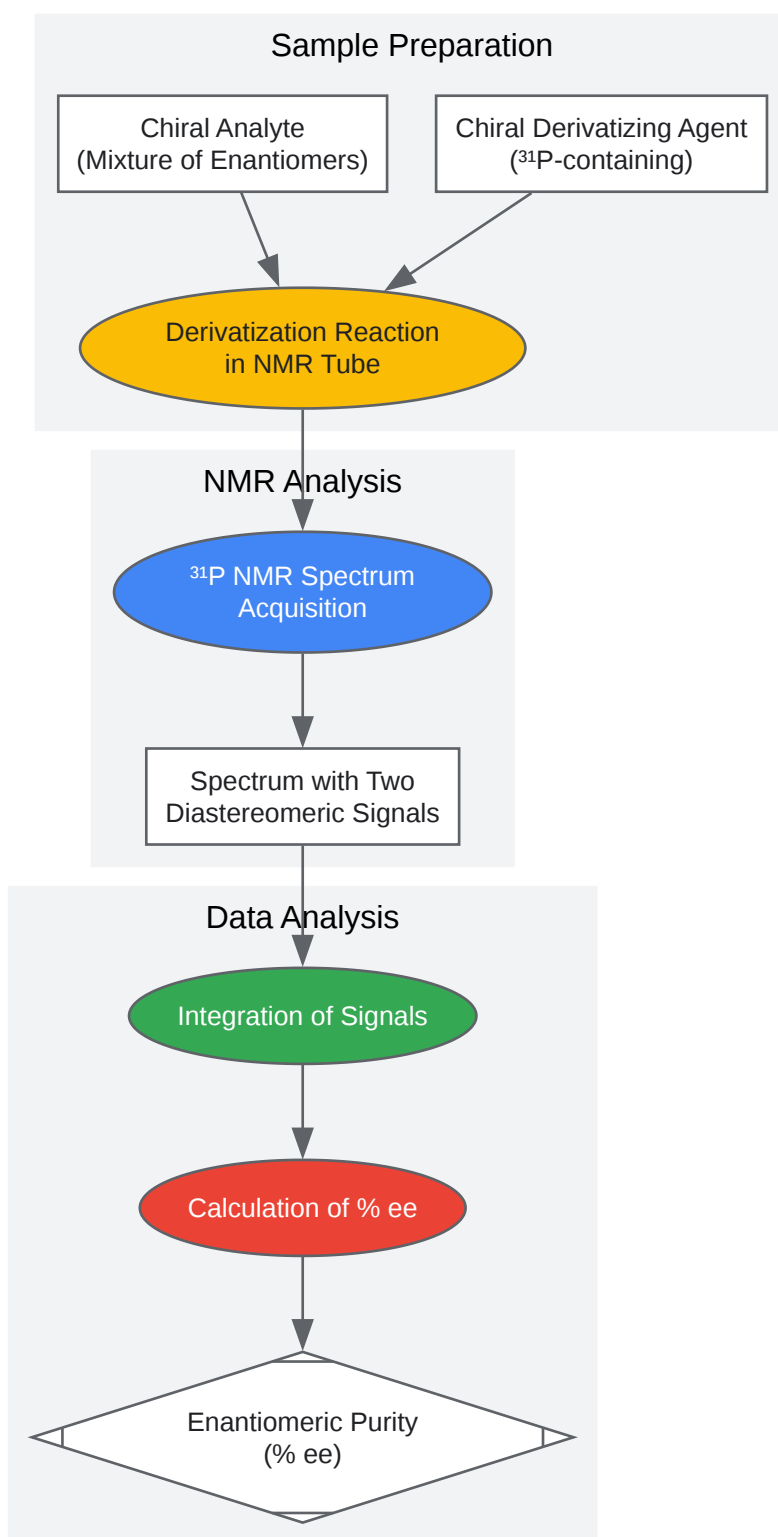 Sample Preparation
Chiral Analyte
(Mixture of Enantiomers)
Chiral Derivatizing Agent
(³¹P-containing)
Derivatization Reaction
in NMR Tube
NMR Analysis
³¹P NMR Spectrum
Acquisition
Spectrum with Two
Diastereomeric Signals
Data Analysis
Integration of Signals
Calculation of % ee
Enantiomeric Purity
(% ee)